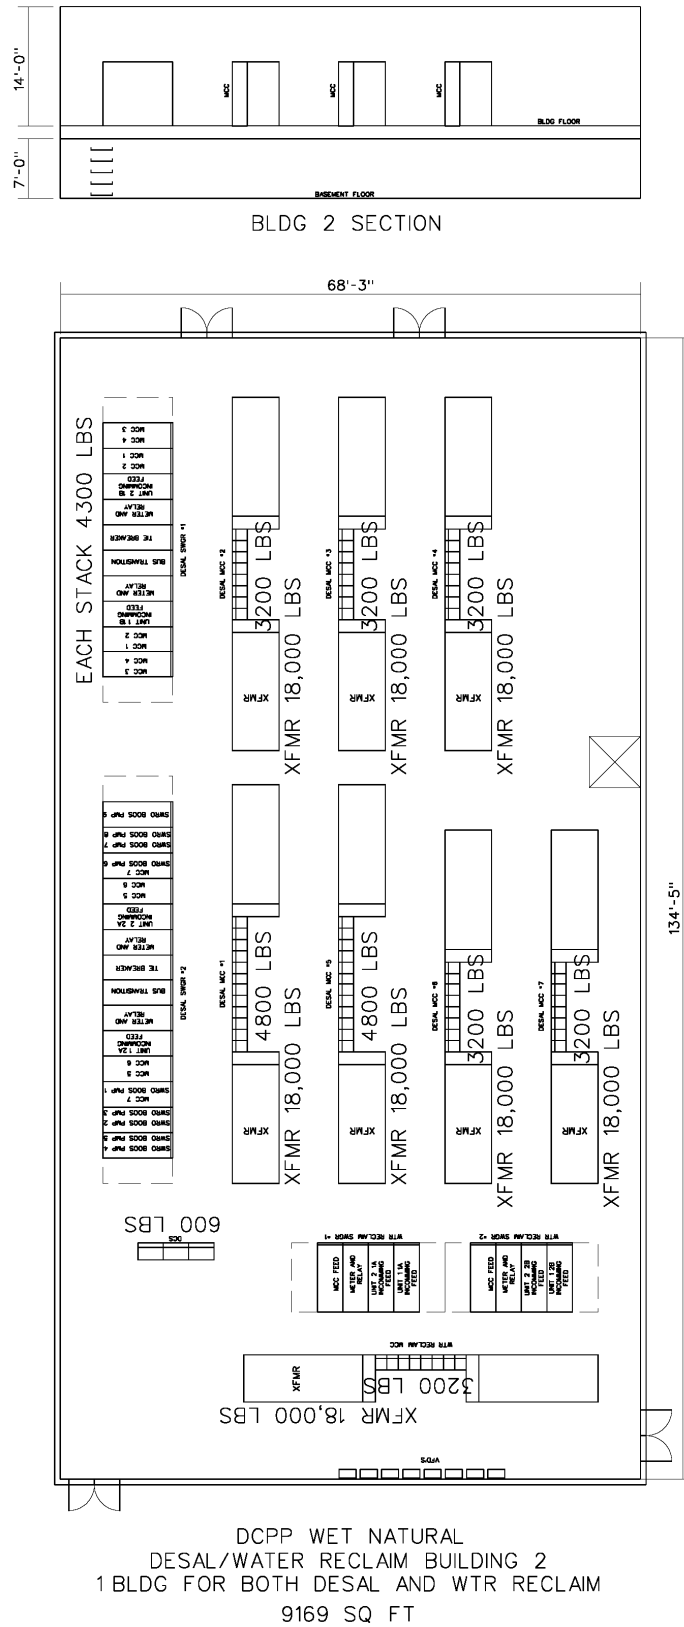 14'-0"
MCC
MCC
MCC
BLDG FLOOR
7'-0"
BASEMENT FLOOR
BLDG 2 SECTION
68'-3"
134'-5"
EACH STACK 4300 LBS
MCC 3
MCC 4
MCC 1
MCC 2
UNIT 2 1B
INCOMMING
FEED
METER AND
RELAY
TIE BREAKER
BUS TRANSITION
METER AND
RELAY
UNIT 1 1B
INCOMMING
FEED
MCC 2
MCC 1
MCC 4
MCC 3
DESAL SWGR #1
DESAL MCC #2
3200 LBS
XFMR
XFMR 18,000 LBS
DESAL MCC #3
3200 LBS
XFMR
XFMR 18,000 LBS
DESAL MCC #4
3200 LBS
XFMR
XFMR 18,000 LBS
SWRO BOOS PMP 9
SWRO BOOS PMP 8
SWRO BOOS PMP 7
SWRO BOOS PMP 6
MCC 7
MCC 6
MCC 5
UNIT 2 2A
INCOMMING
FEED
METER AND
RELAY
TIE BREAKER
BUS TRANSITION
METER AND
RELAY
UNIT 1 2A
INCOMMING
FEED
MCC 6
MCC 5
MCC 7
SWRO BOOS PMP 1
SWRO BOOS PMP 3
SWRO BOOS PMP 2
SWRO BOOS PMP 5
SWRO BOOS PMP 4
DESAL SWGR #2
DESAL MCC #1
4800 LBS
XFMR
XFMR 18,000 LBS
DESAL MCC #5
4800 LBS
XFMR
XFMR 18,000 LBS
DESAL MCC #6
3200 LBS
XFMR
XFMR 18,000 LBS
DESAL MCC #7
3200 LBS
XFMR
XFMR 18,000 LBS
600 LBS
DCS
WTR RECLAIM SWGR #1
MCC FEED
METER AND
RELAY
UNIT 2 1A
INCOMMING
FEED
UNIT 1 1A
INCOMMING
FEED
WTR RECLAIM SWGR #2
MCC FEED
METER AND
RELAY
UNIT 2 2B
INCOMMING
FEED
UNIT 1 2B
INCOMMING
FEED
WTR RECLAIM MCC
XFMR
3200 LBS
XFMR 18,000 LBS
VFD'S
DCPP WET NATURAL
DESAL/WATER RECLAIM BUILDING 2
1 BLDG FOR BOTH DESAL AND WTR RECLAIM
9169 SQ FT